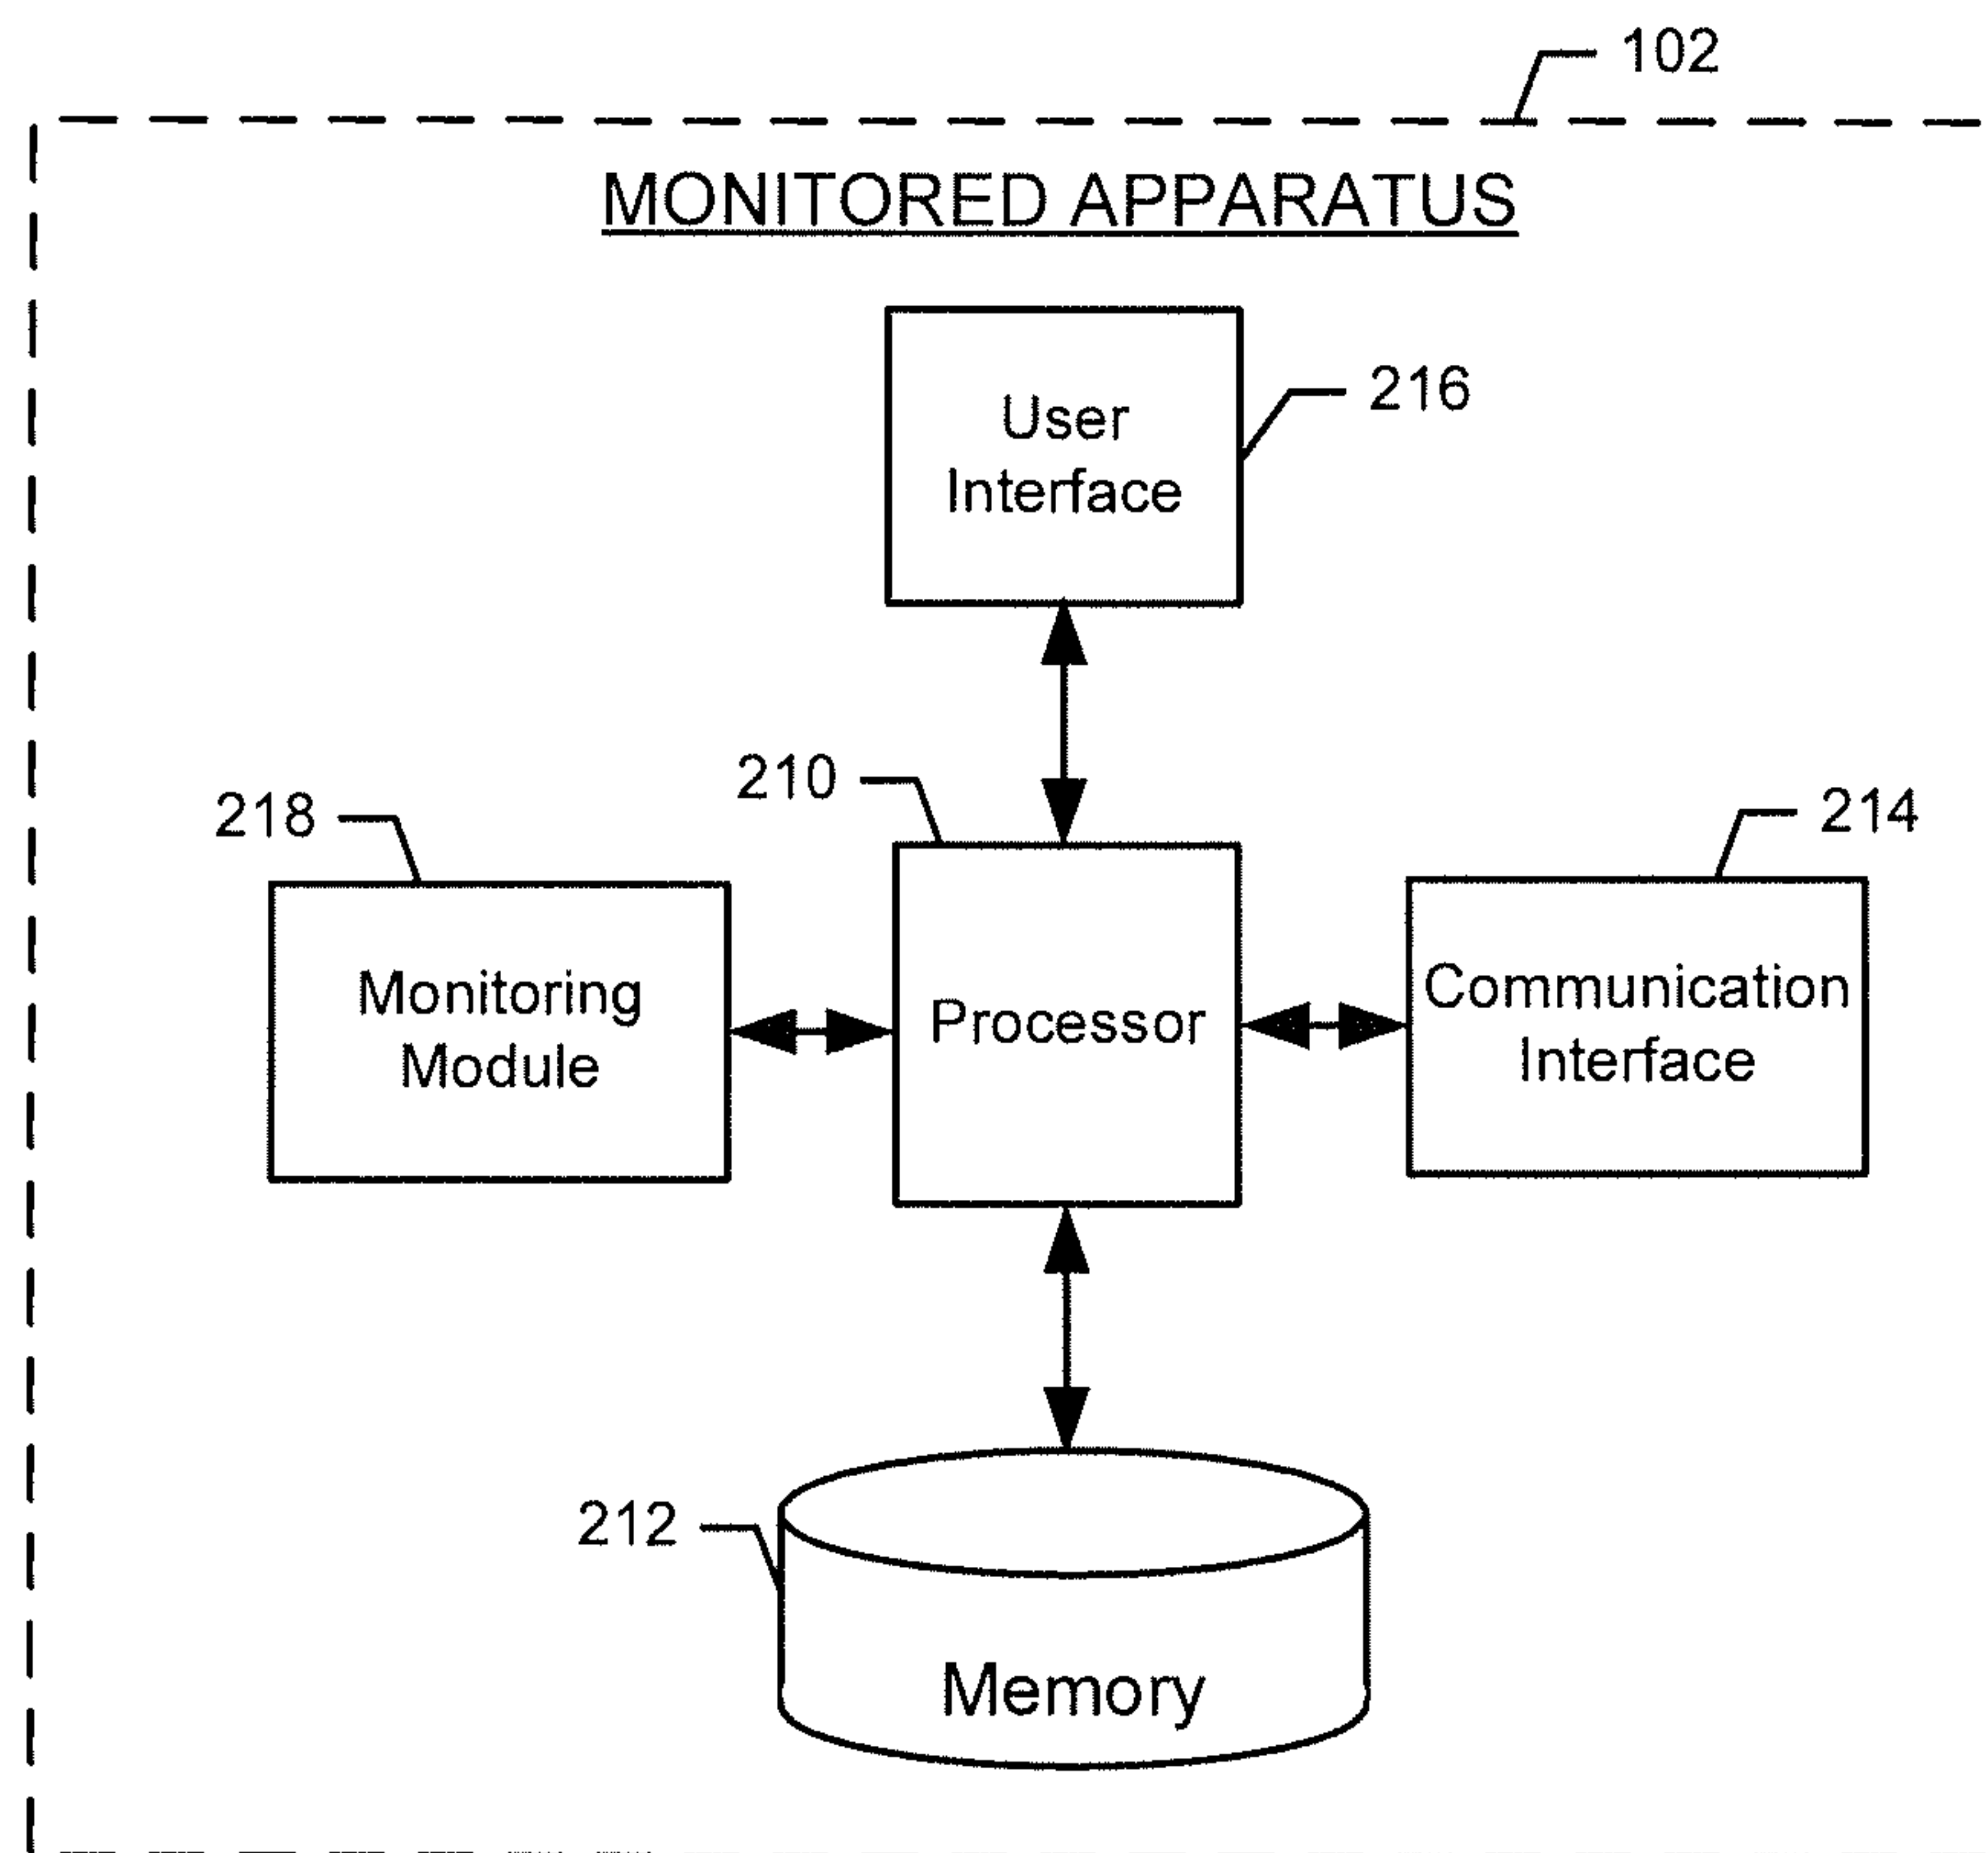 102
MONITORED APPARATUS
User
Interface
216
210
218
214
Monitoring
Module
Processor
Communication
Interface
212
Memory